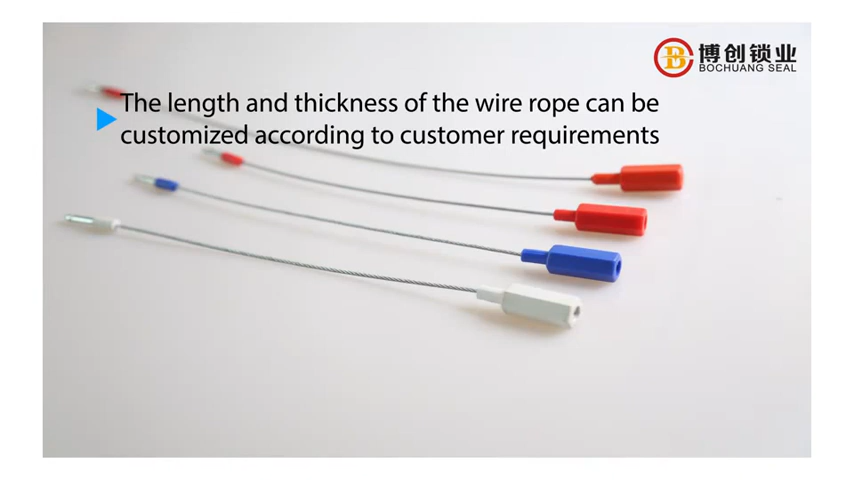 博创锁业
BOCHUANG SEAL
The length and thickness of the wire rope can be
customized according to customer requirements